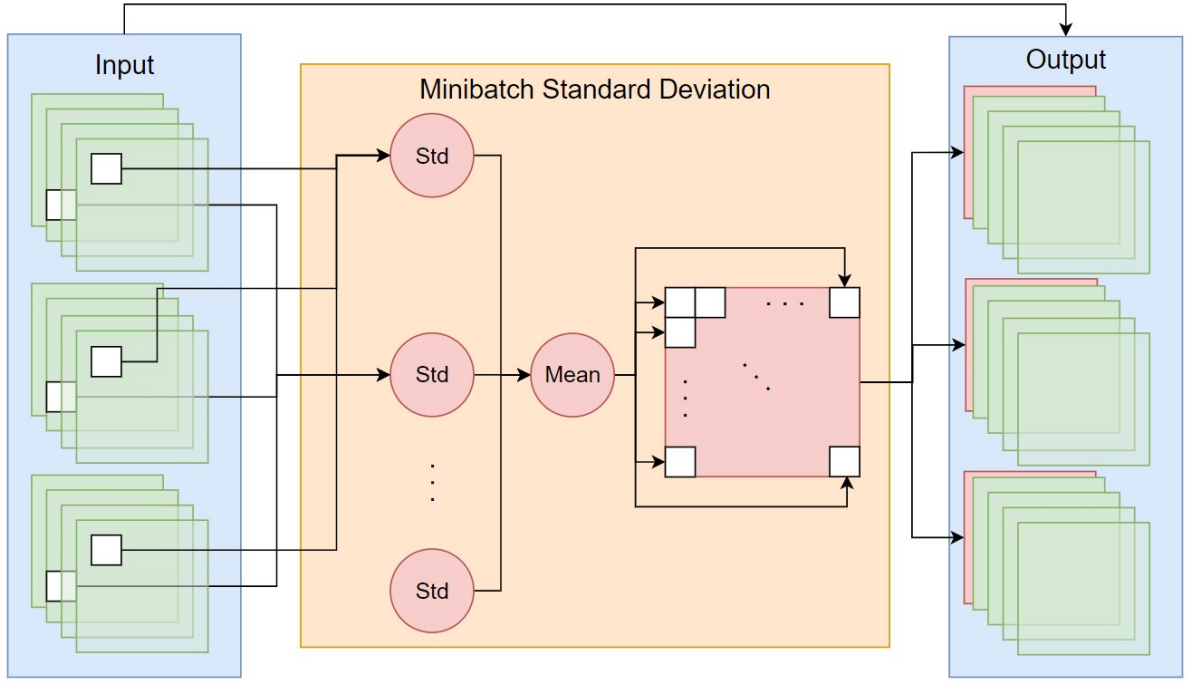 Input
Minibatch Standard Deviation
Output
Std
Std
Mean
Std